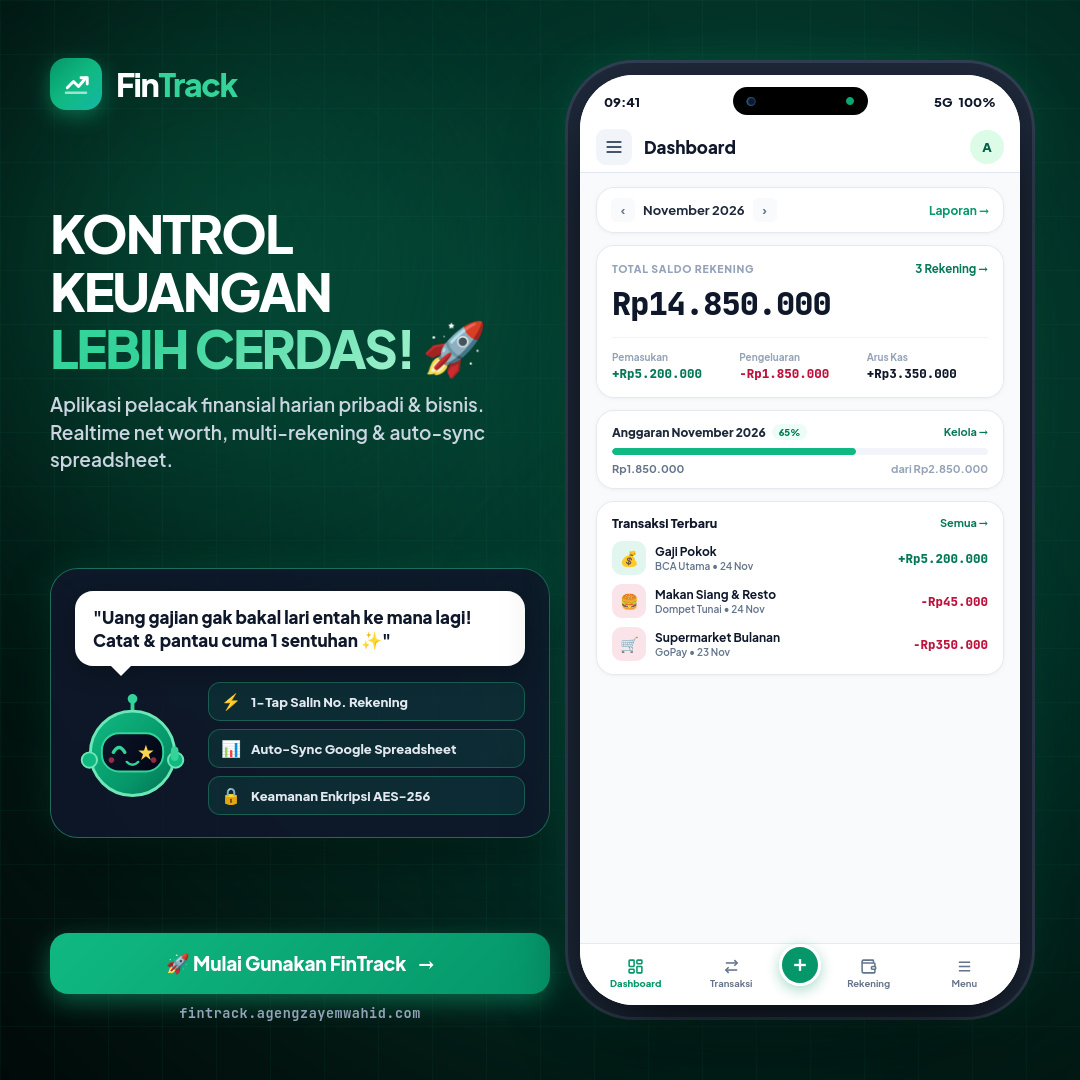 FinTrack
KONTROL
KEUANGAN
LEBIH CERDAS! 🚀
Aplikasi pelacak finansial harian pribadi & bisnis.
Realtime net worth, multi-rekening & auto-sync
spreadsheet.
"Uang gajian gak bakal lari entah ke mana lagi!
Catat & pantau cuma 1 sentuhan ✨"
⚡ 1-Tap Salin No. Rekening
📊 Auto-Sync Google Spreadsheet
🔒 Keamanan Enkripsi AES-256
🚀 Mulai Gunakan FinTrack →
fintrack.agengzayemwahid.com
09:41 5G 100%
Dashboard A
‹ November 2026 › Laporan →
TOTAL SALDO REKENING 3 Rekening →
Rp14.850.000
Pemasukan Pengeluaran Arus Kas
+Rp5.200.000 -Rp1.850.000 +Rp3.350.000
Anggaran November 2026 65% Kelola →
Rp1.850.000 dari Rp2.850.000
Transaksi Terbaru Semua →
Gaji Pokok
BCA Utama • 24 Nov +Rp5.200.000
Makan Siang & Resto
Dompet Tunai • 24 Nov -Rp45.000
Supermarket Bulanan
GoPay • 23 Nov -Rp350.000
Dashboard Transaksi + Rekening Menu